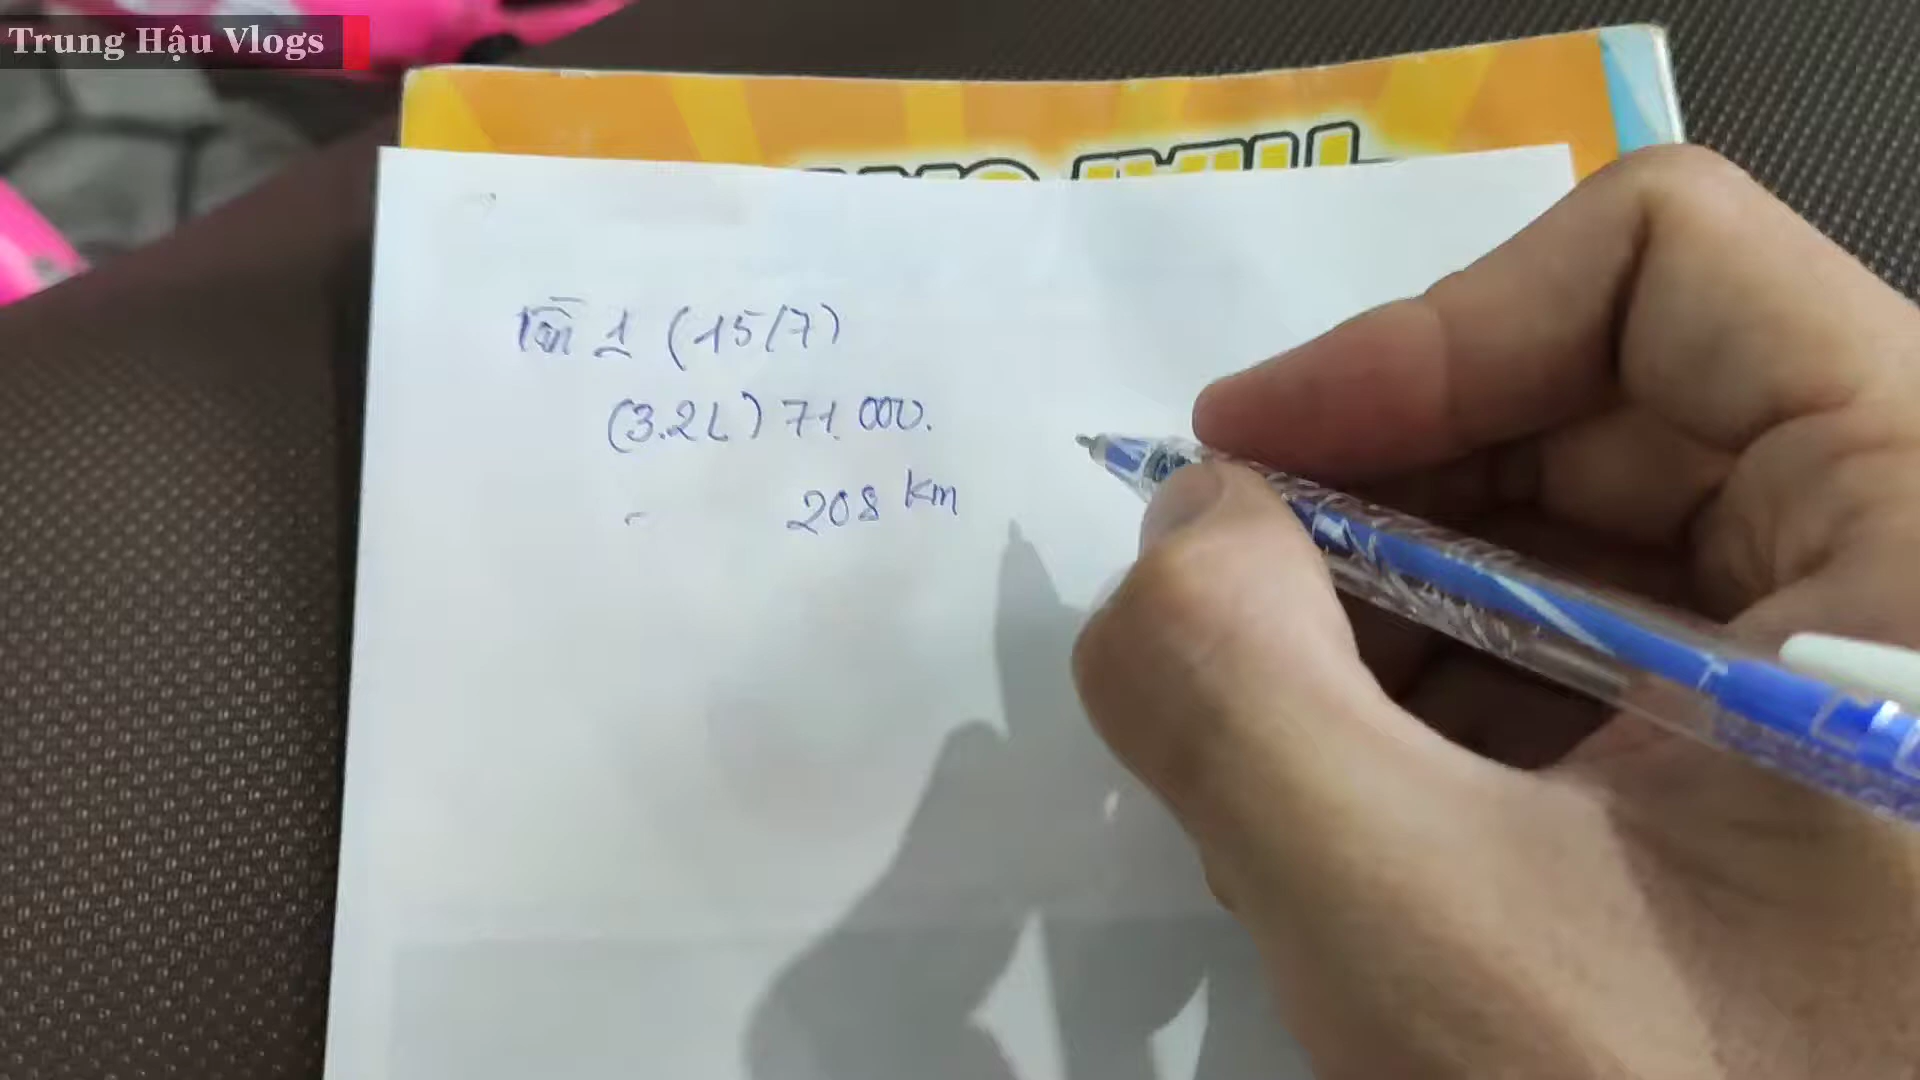 Trung Hậu Vlogs
Lần 1 (15/7)
(3.2L) 71.000.
- 208 km